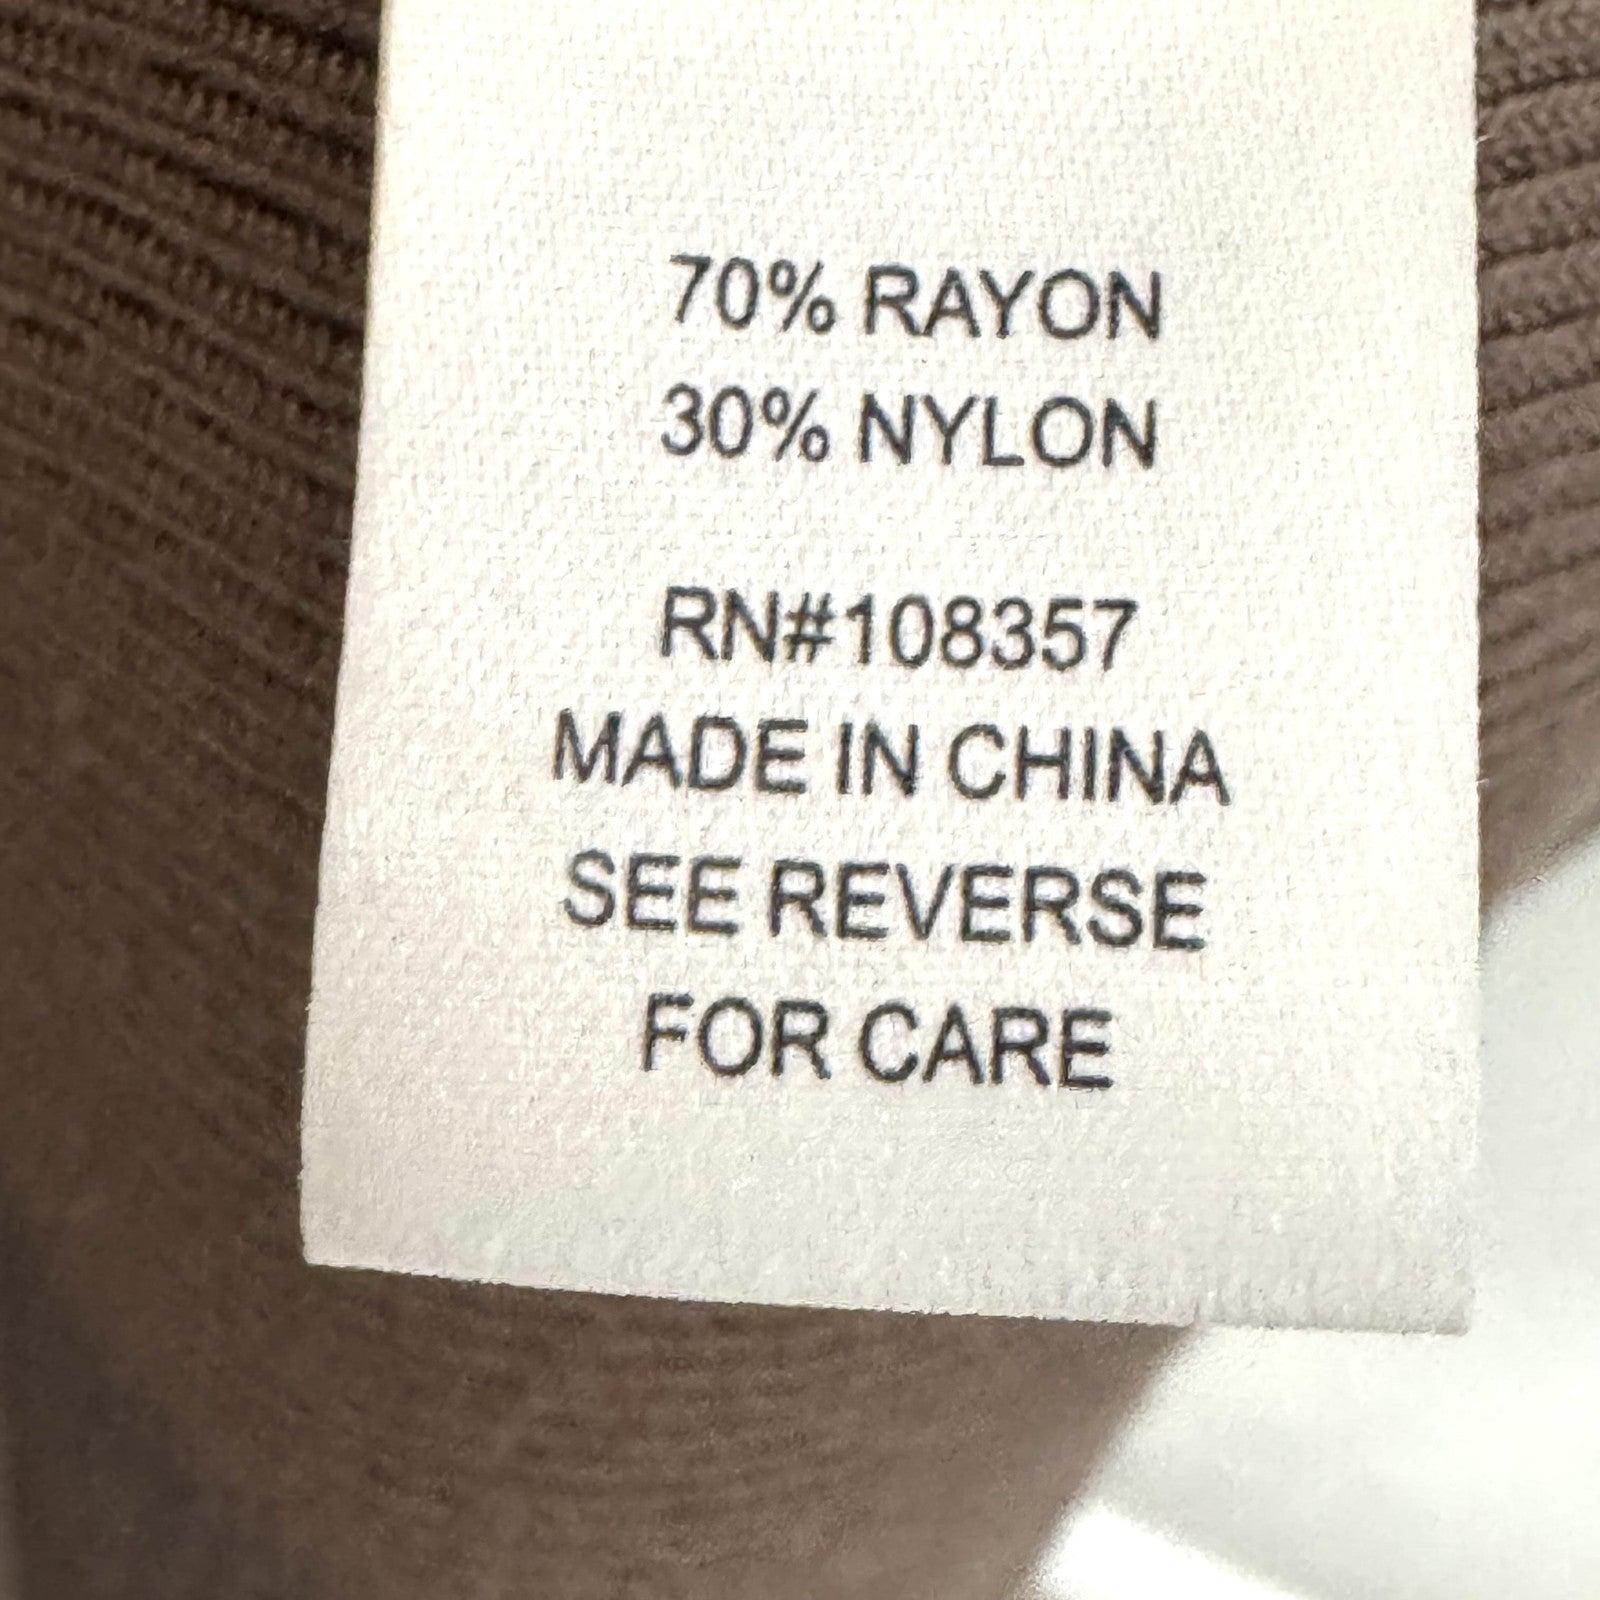 70% RAYON
30% NYLON
RN#108357
MADE IN CHINA
SEE REVERSE
FOR CARE